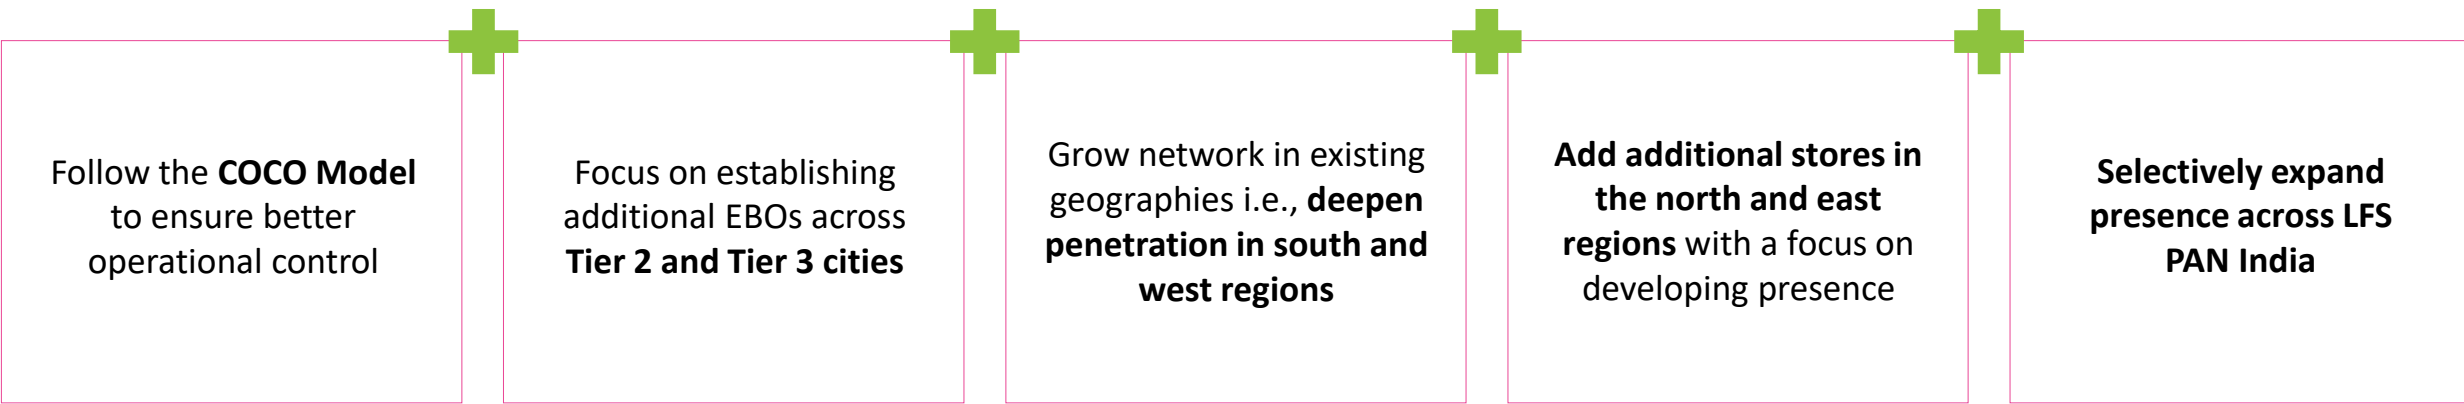 Follow the COCO Model
to ensure better
operational control
Focus on establishing
additional EBOs across
Tier 2 and Tier 3 cities
Grow network in existing
geographies i.e., deepen
penetration in south and
west regions
Add additional stores in
the north and east
regions with a focus on
developing presence
Selectively expand
presence across LFS
PAN India